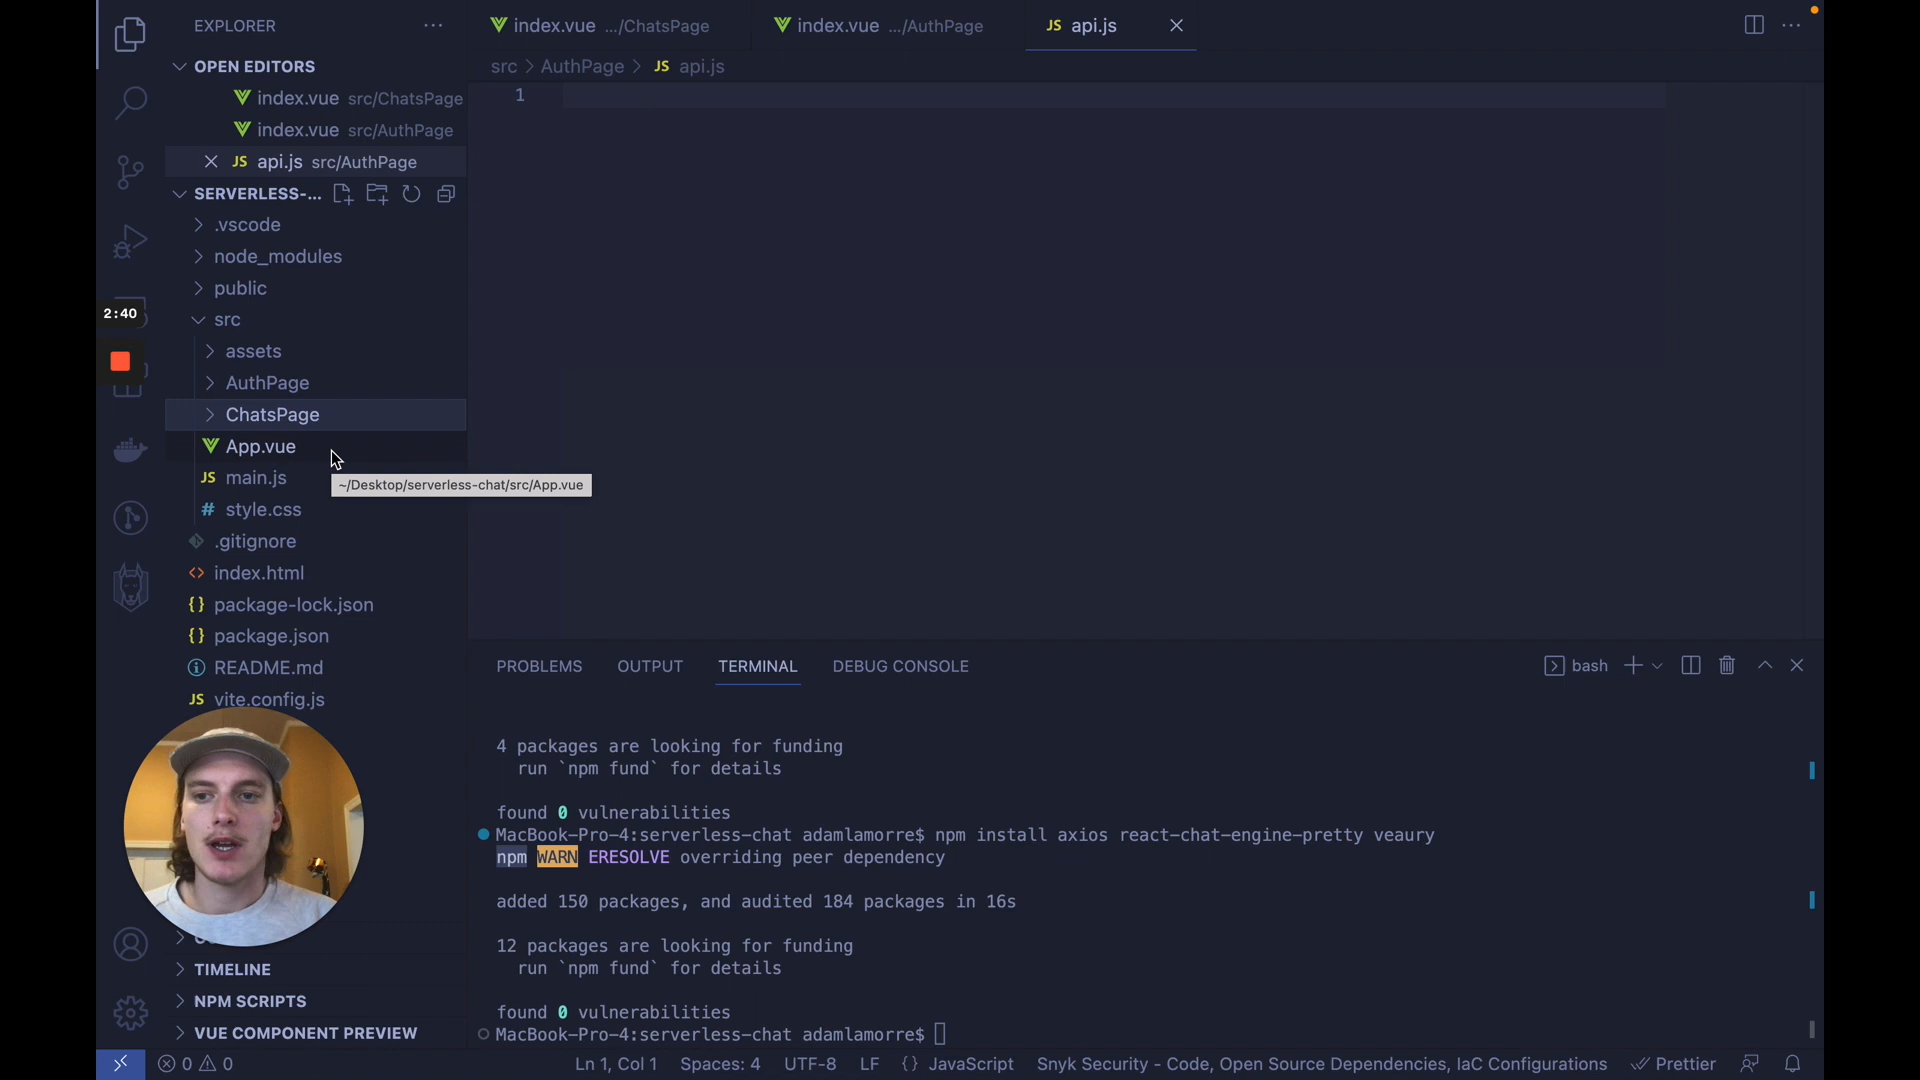 EXPLORER
OPEN EDITORS
index.vue src/ChatsPage
index.vue src/AuthPage
JS api.js src/AuthPage
SERVERLESS-...
.vscode
node_modules
public
2:40
src
assets
AuthPage
ChatsPage
App.vue
JS main.js
~/Desktop/serverless-chat/src/App.vue
# style.css
.gitignore
<> index.html
{} package-lock.json
{} package.json
README.md
JS vite.config.js
TIMELINE
NPM SCRIPTS
VUE COMPONENT PREVIEW
index.vue .../ChatsPage
index.vue .../AuthPage
JS api.js
src > AuthPage > JS api.js
1
PROBLEMS OUTPUT TERMINAL DEBUG CONSOLE
bash
4 packages are looking for funding
run `npm fund` for details
found 0 vulnerabilities
MacBook-Pro-4:serverless-chat adamlamorre$ npm install axios react-chat-engine-pretty veaury
npm WARN ERESOLVE overriding peer dependency
added 150 packages, and audited 184 packages in 16s
12 packages are looking for funding
run `npm fund` for details
found 0 vulnerabilities
MacBook-Pro-4:serverless-chat adamlamorre$
0 0 Ln 1, Col 1 Spaces: 4 UTF-8 LF {} JavaScript Snyk Security - Code, Open Source Dependencies, IaC Configurations Prettier